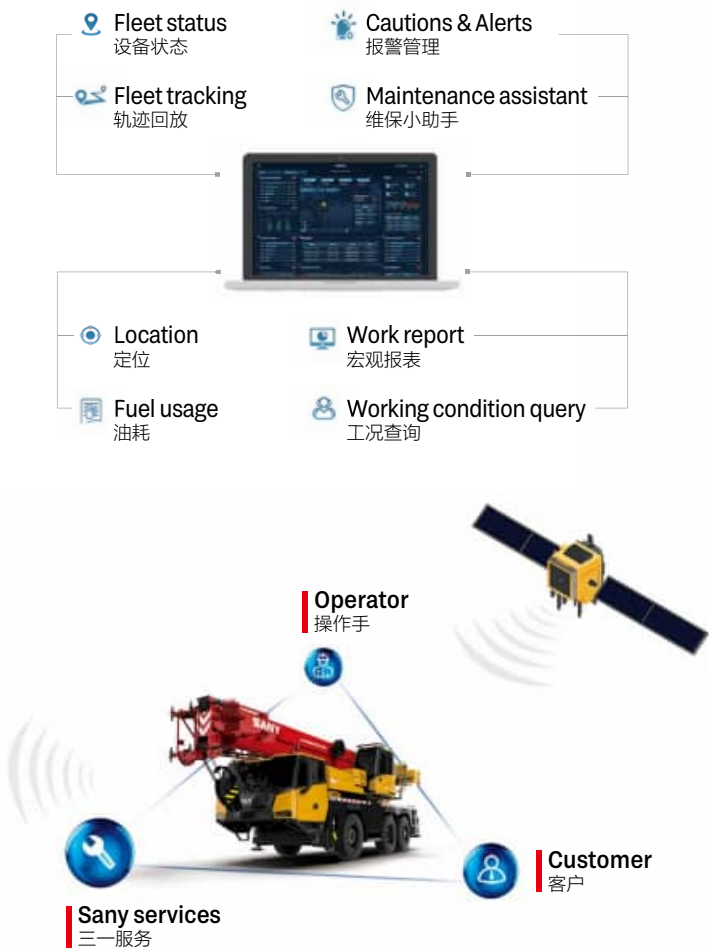 Fleet status
设备状态
Cautions & Alerts
报警管理
Fleet tracking
轨迹回放
Maintenance assistant
维保小助手
Location
定位
Work report
宏观报表
Fuel usage
油耗
Working condition query
工况查询
Operator
操作手
SANY
Customer
客户
Sany services
三一服务